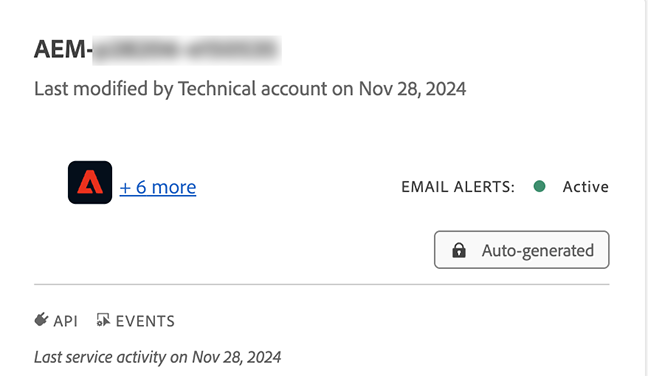 AEM-
Last modified by Technical account on Nov 28, 2024
+ 6 more
EMAIL ALERTS: Active
Auto-generated
API EVENTS
Last service activity on Nov 28, 2024